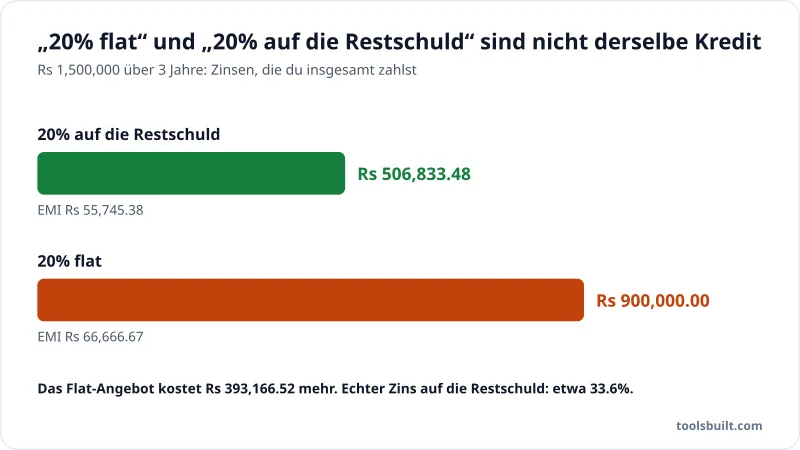 „20% flat“ und „20% auf die Restschuld“ sind nicht derselbe Kredit
Rs 1,500,000 über 3 Jahre: Zinsen, die du insgesamt zahlst
20% auf die Restschuld
Rs 506,833.48
EMI Rs 55,745.38
20% flat
Rs 900,000.00
EMI Rs 66,666.67
Das Flat-Angebot kostet Rs 393,166.52 mehr. Echter Zins auf die Restschuld: etwa 33.6%.
toolsbuilt.com